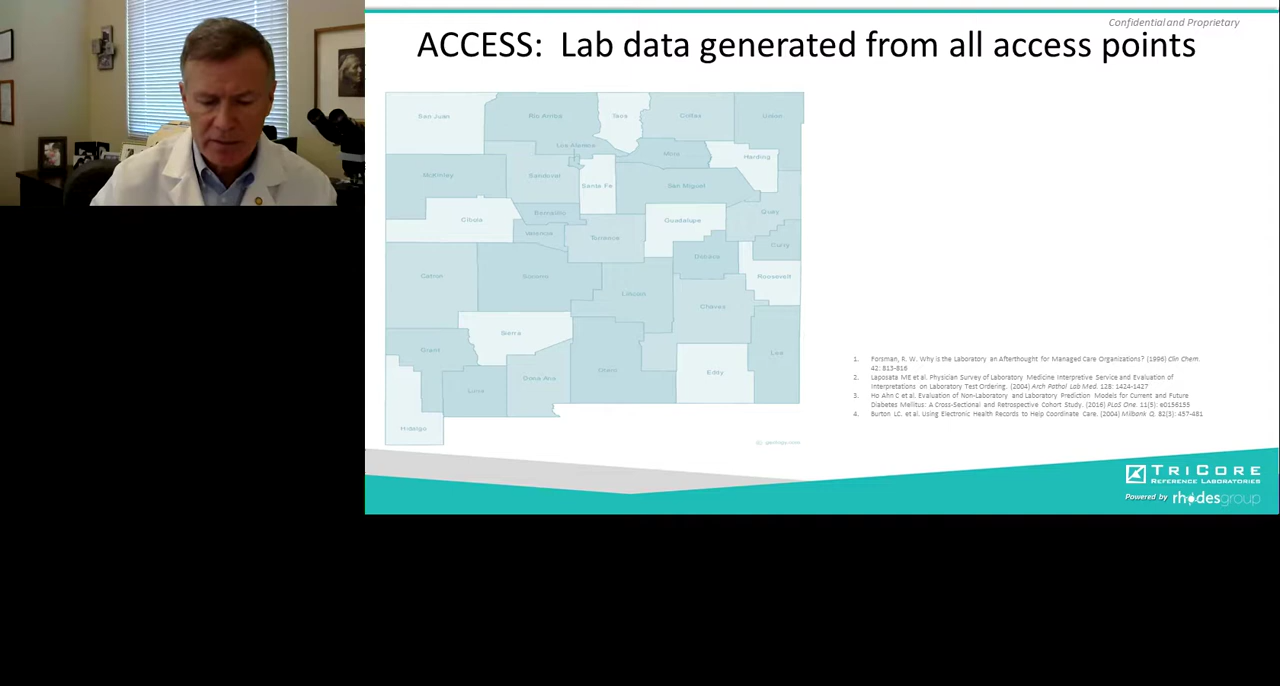 Confidential and Proprietary
ACCESS: Lab data generated from all access points
San Juan
Rio Arriba
Taos
Colfax
Union
Los Alamos
Mora
Harding
McKinley
Sandoval
Santa Fe
San Miguel
Cibola
Bernalillo
Quay
Guadalupe
Valencia
Torrance
Curry
DeBaca
Catron
Socorro
Roosevelt
Lincoln
Chaves
Sierra
Grant
Lea
Otero
Eddy
Dona Ana
Luna
Hidalgo
1. Forsman, R. W. Why is the Laboratory an Afterthought for Managed Care Organizations? (1996) Clin Chem.
42: 813-816
2. Laposata ME et al. Physician Survey of Laboratory Medicine Interpretive Service and Evaluation of
Interpretations on Laboratory Test Ordering. (2004) Arch Pathol Lab Med. 128: 1424-1427
3. Ho Ahn C et al. Evaluation of Non-Laboratory and Laboratory Prediction Models for Current and Future
Diabetes Mellitus: A Cross-Sectional and Retrospective Cohort Study. (2016) PLoS One. 11(5): e0156155
4. Burton LC. et al. Using Electronic Health Records to Help Coordinate Care. (2004) Milbank Q, 82(3): 457-481
TRICORE
REFERENCE LABORATORIES
Powered by rhodesgroup